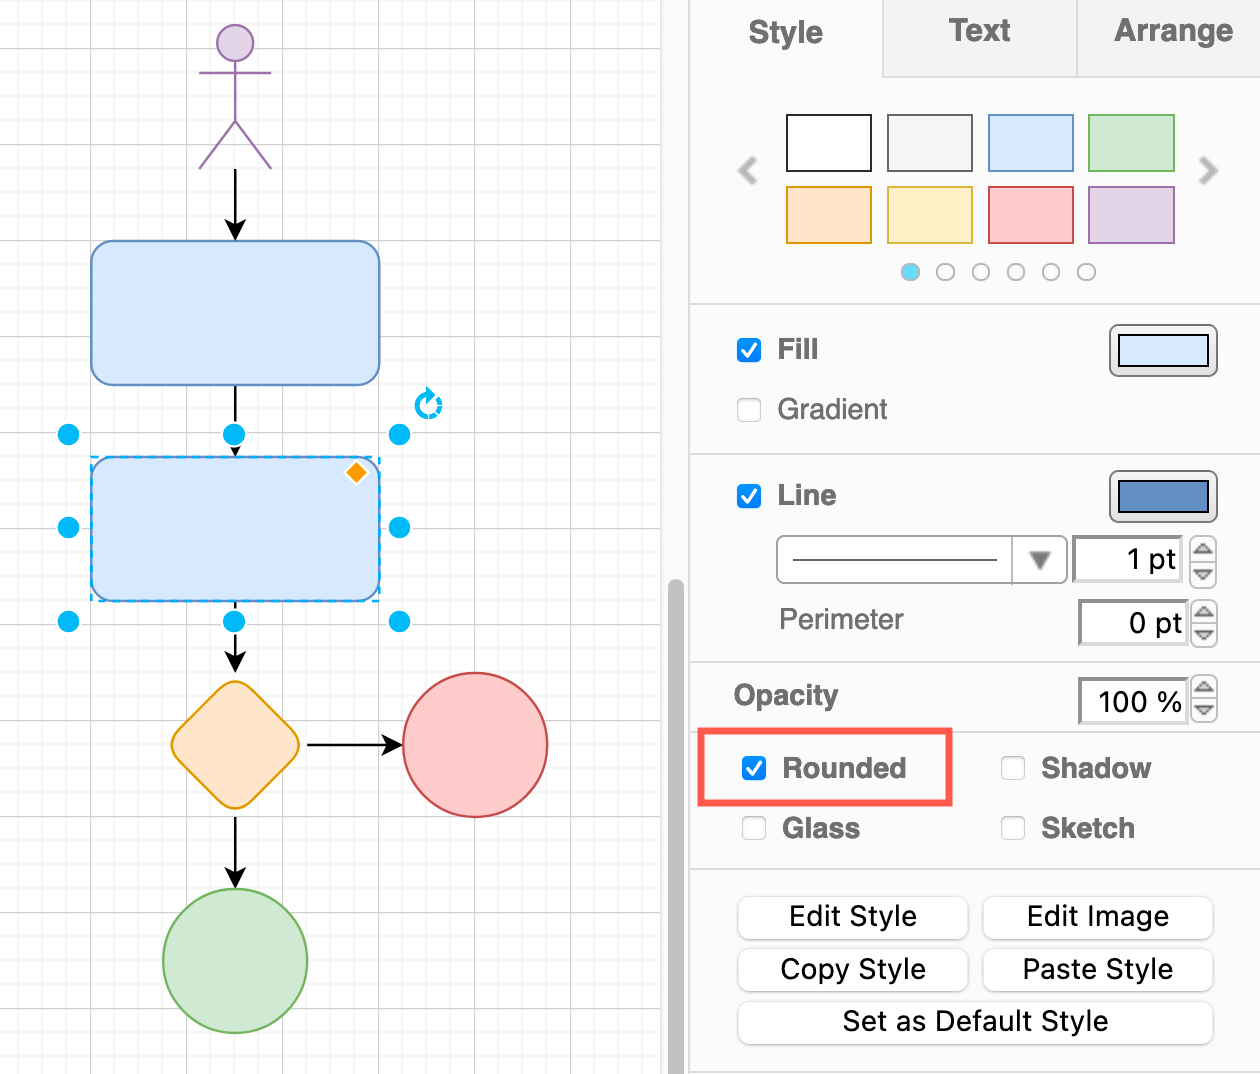 Style Text Arrange
Fill
Gradient
Line
1 pt
Perimeter 0 pt
Opacity 100 %
Rounded Shadow
Glass Sketch
Edit Style Edit Image
Copy Style Paste Style
Set as Default Style